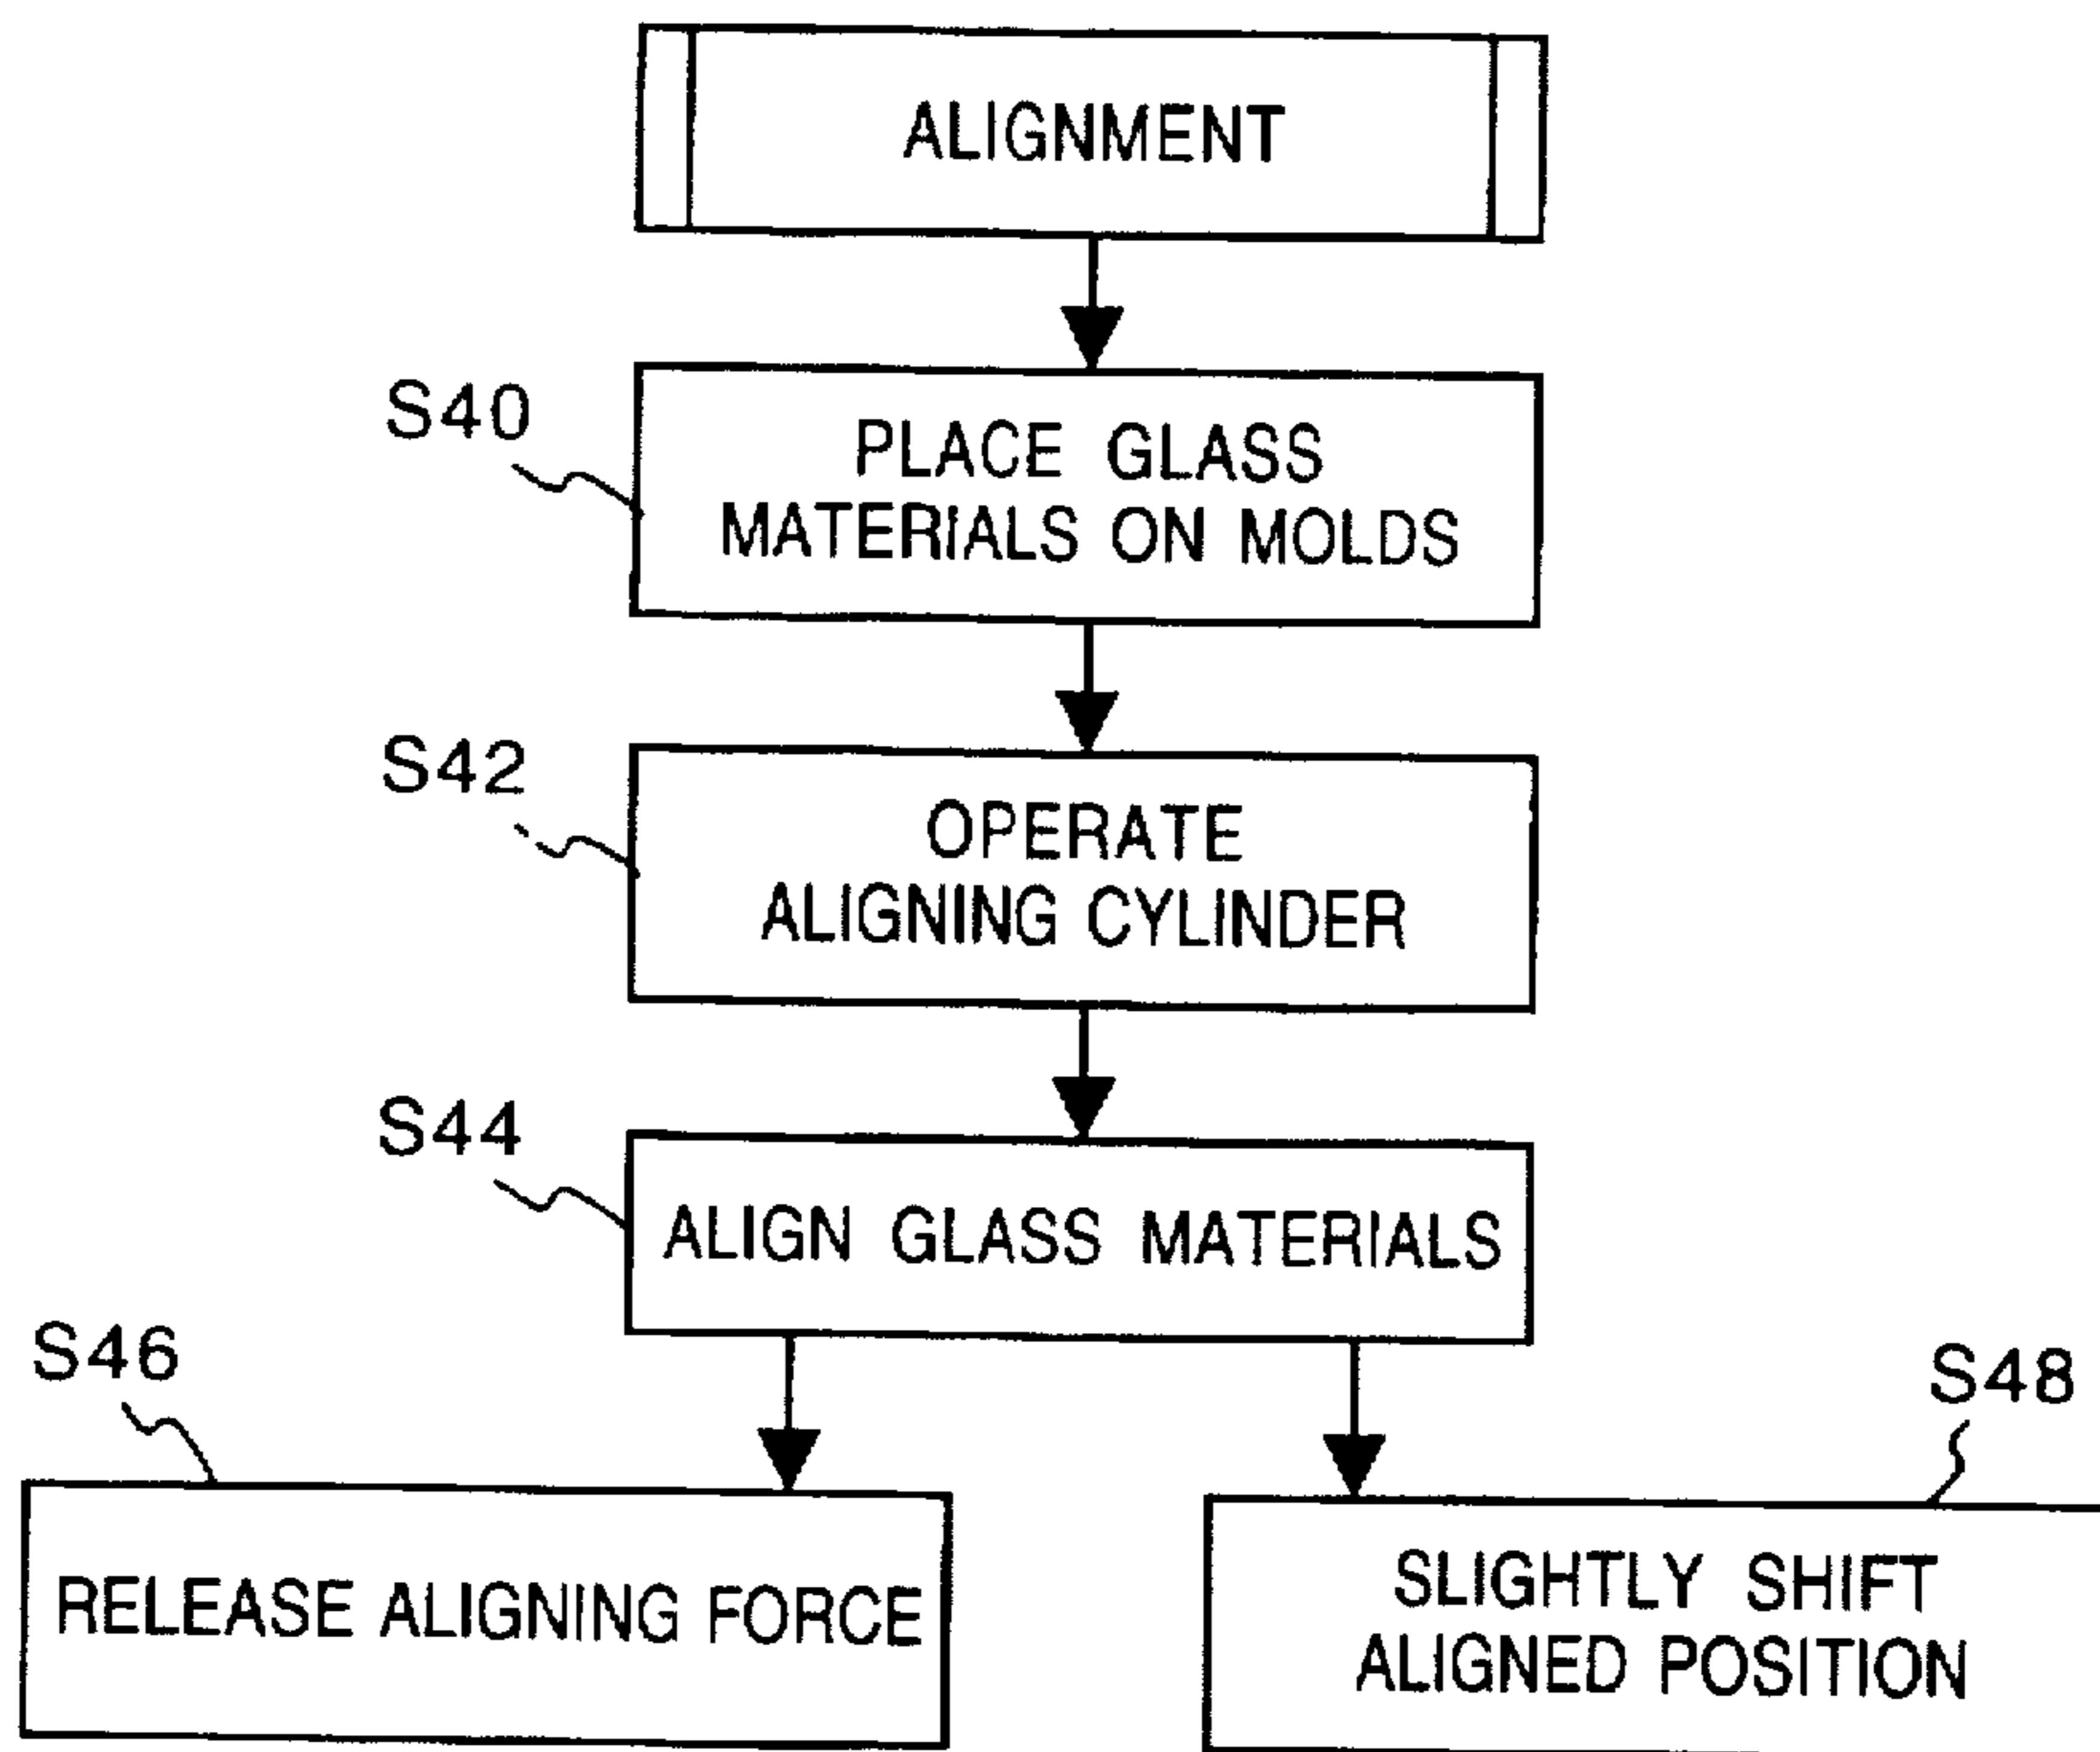 ALIGNMENT
S40
PLACE GLASS
MATERIALS ON MOLDS
S42
OPERATE
ALIGNING CYLINDER
S44
ALIGN GLASS MATERIALS
S46
RELEASE ALIGNING FORCE
S48
SLIGHTLY SHIFT
ALIGNED POSITION